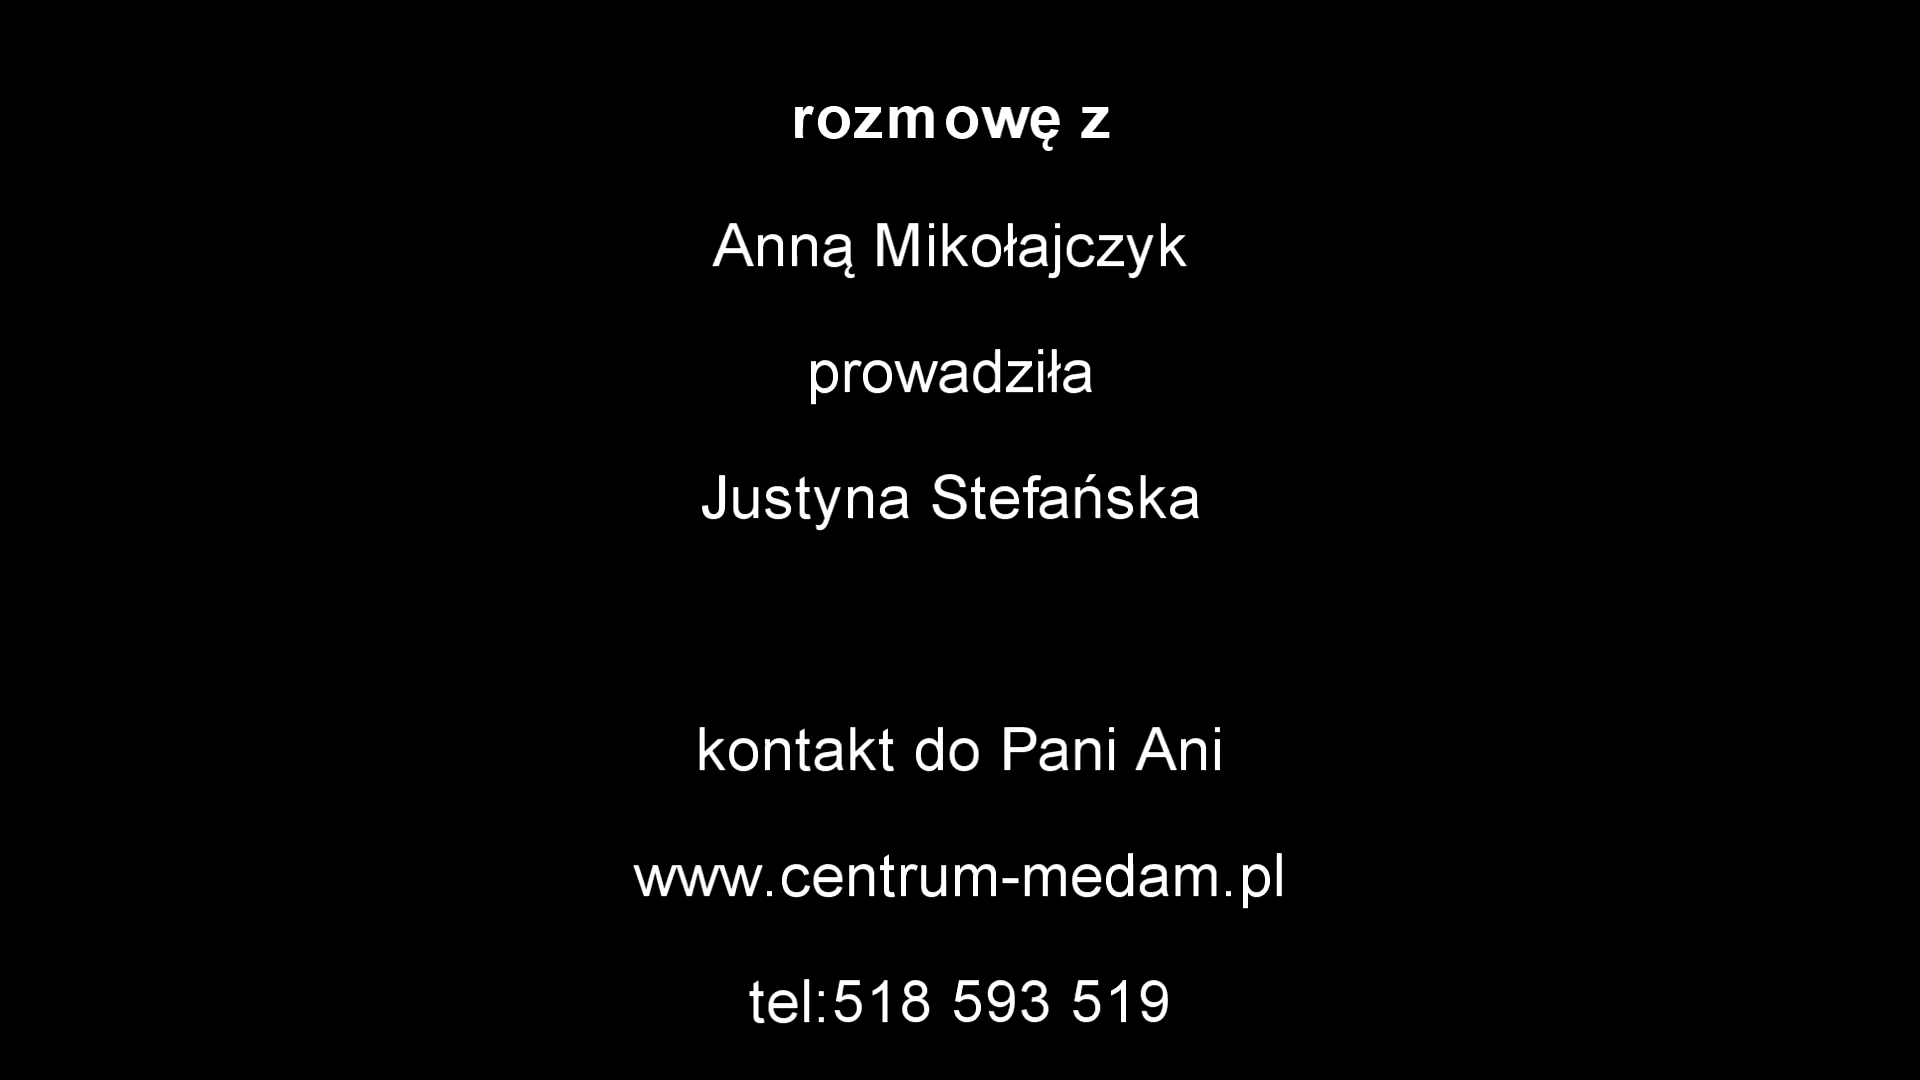 rozmowę z
Anną Mikołajczyk
prowadziła
Justyna Stefańska
kontakt do Pani Ani
www.centrum-medam.pl
tel:518 593 519